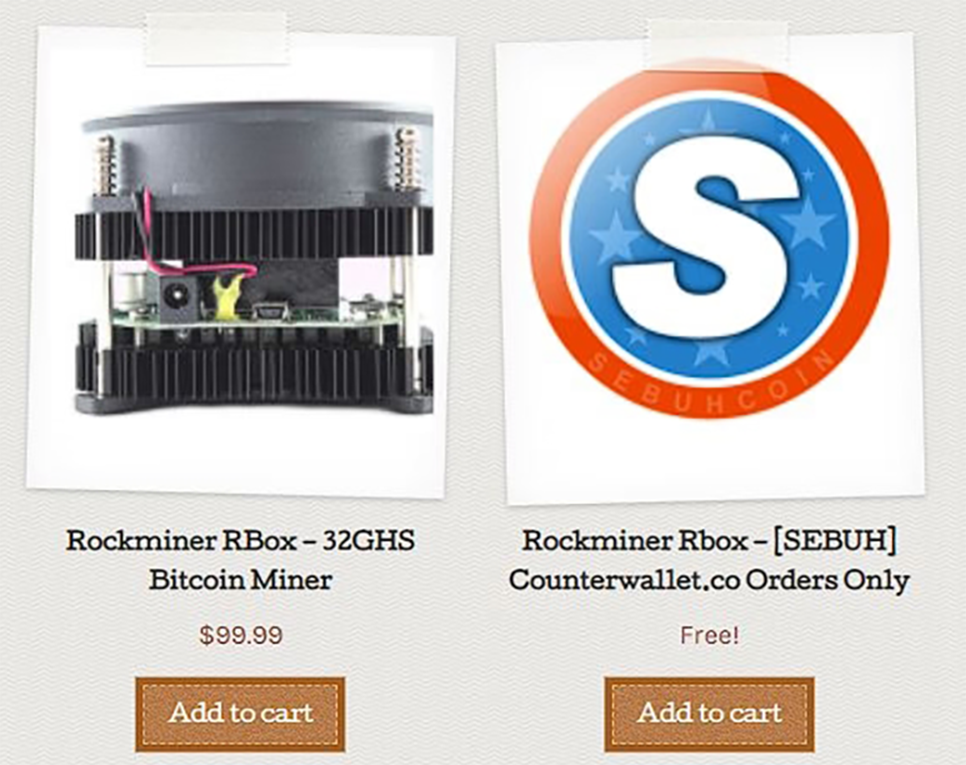 S
SEBUHCOIN
Rockminer RBox – 32GHS
Bitcoin Miner
$99.99
Add to cart
Rockminer Rbox – [SEBUH]
Counterwallet.co Orders Only
Free!
Add to cart